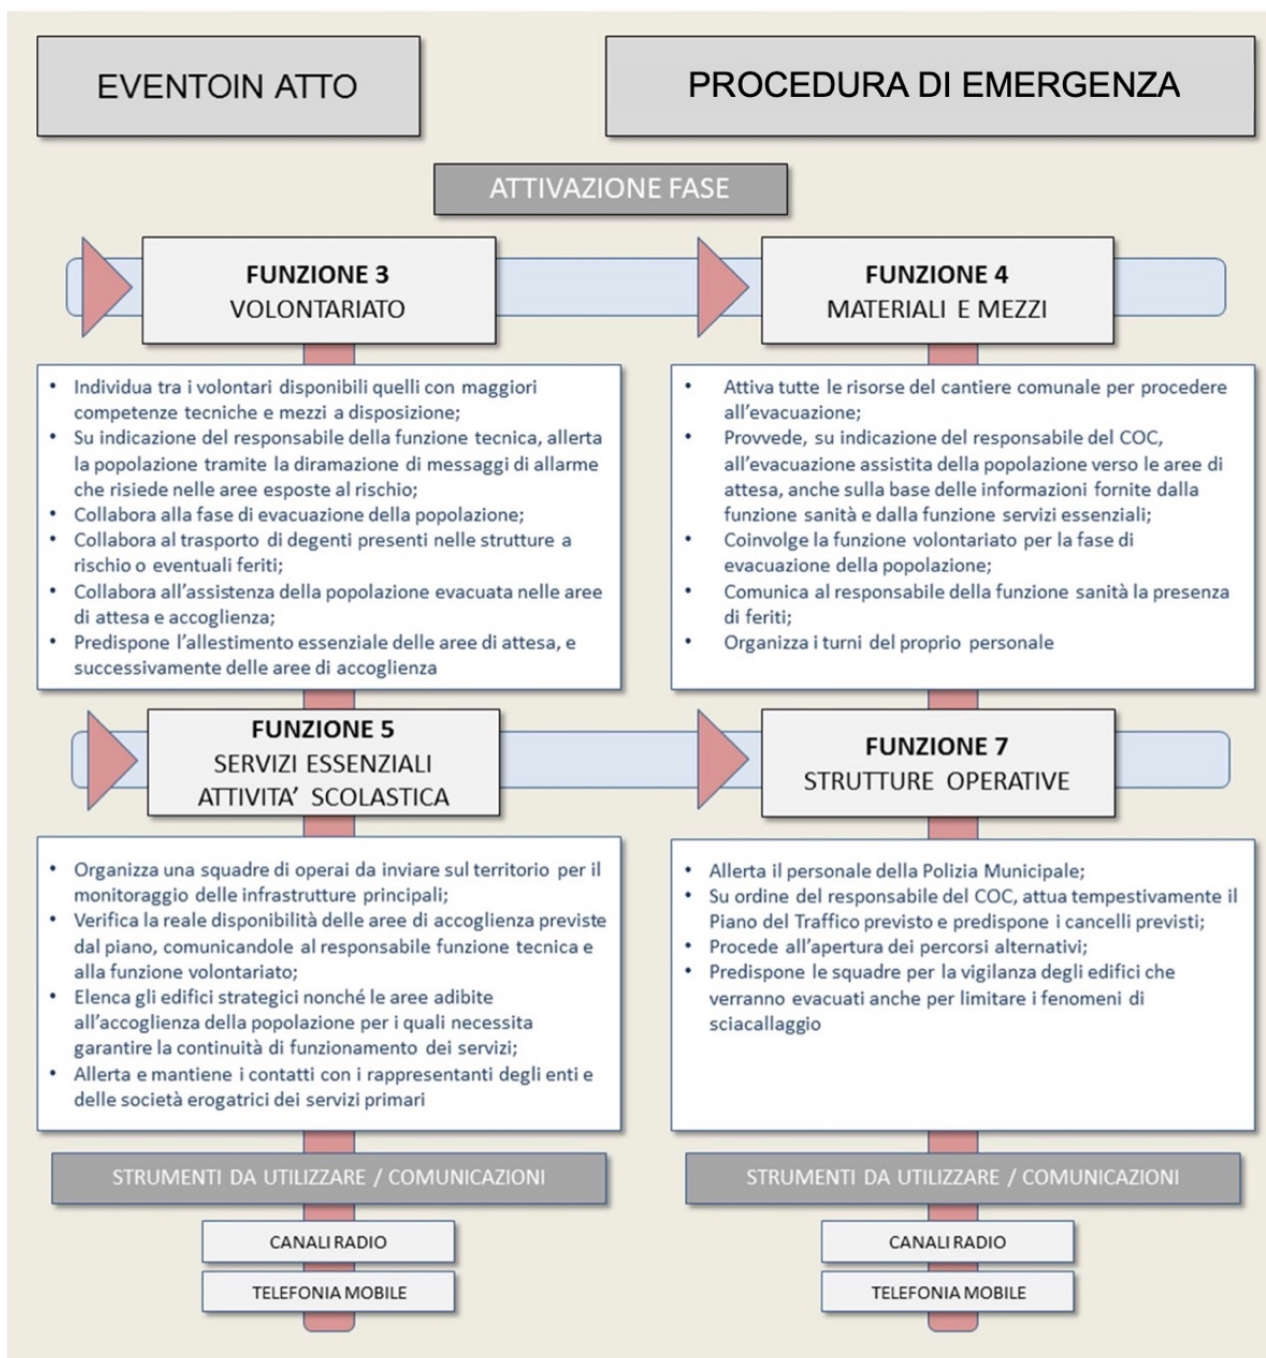 EVENTOIN ATTO
PROCEDURA DI EMERGENZA
ATTIVAZIONE FASE
FUNZIONE 3
VOLONTARIATO
FUNZIONE 4
MATERIALI E MEZZI
• Individua tra i volontari disponibili quelli con maggiori
competenze tecniche e mezzi a disposizione;
• Su indicazione del responsabile della funzione tecnica, allerta
la popolazione tramite la diramazione di messaggi di allarme
che risiede nelle aree esposte al rischio;
• Collabora alla fase di evacuazione della popolazione;
• Collabora al trasporto di degenti presenti nelle strutture a
rischio o eventuali feriti;
• Collabora all'assistenza della popolazione evacuata nelle aree
di attesa e accoglienza;
• Predispone l'allestimento essenziale delle aree di attesa, e
successivamente delle aree di accoglienza
• Attiva tutte le risorse del cantiere comunale per procedere
all'evacuazione;
• Provvede, su indicazione del responsabile del COC,
all'evacuazione assistita della popolazione verso le aree di
attesa, anche sulla base delle informazioni fornite dalla
funzione sanità e dalla funzione servizi essenziali;
• Coinvolge la funzione volontariato per la fase di
evacuazione della popolazione;
• Comunica al responsabile della funzione sanità la presenza
di feriti;
• Organizza i turni del proprio personale
FUNZIONE 5
SERVIZI ESSENZIALI
ATTIVITA' SCOLASTICA
FUNZIONE 7
STRUTTURE OPERATIVE
• Organizza una squadre di operai da inviare sul territorio per il
monitoraggio delle infrastrutture principali;
• Verifica la reale disponibilità delle aree di accoglienza previste
dal piano, comunicandole al responsabile funzione tecnica e
alla funzione volontariato;
• Elenca gli edifici strategici nonché le aree adibite
all'accoglienza della popolazione per i quali necessita
garantire la continuità di funzionamento dei servizi;
• Allerta e mantiene i contatti con i rappresentanti degli enti e
delle società erogatrici dei servizi primari
• Allerta il personale della Polizia Municipale;
• Su ordine del responsabile del COC, attua tempestivamente il
Piano del Traffico previsto e predispone i cancelli previsti;
• Procede all'apertura dei percorsi alternativi;
• Predispone le squadre per la vigilanza degli edifici che
verranno evacuati anche per limitare i fenomeni di
sciacallaggio
STRUMENTI DA UTILIZZARE / COMUNICAZIONI
STRUMENTI DA UTILIZZARE / COMUNICAZIONI
CANALI RADIO
CANALI RADIO
TELEFONIA MOBILE
TELEFONIA MOBILE